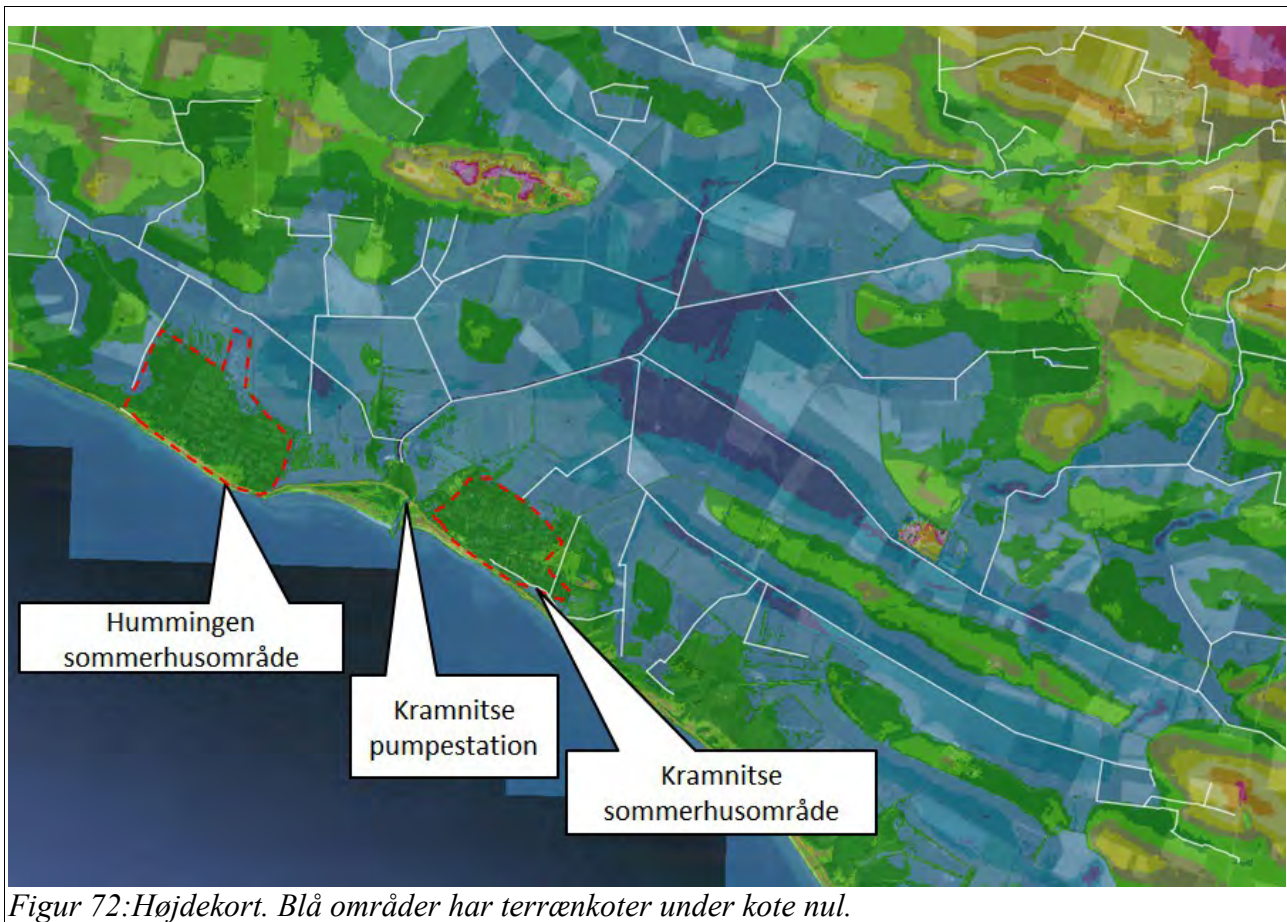 Hummingen
sommerhusområde
Kramnitse
pumpestation
Kramnitse
sommerhusområde
Figur 72:Højdekort. Blå områder har terrænkoter under kote nul.